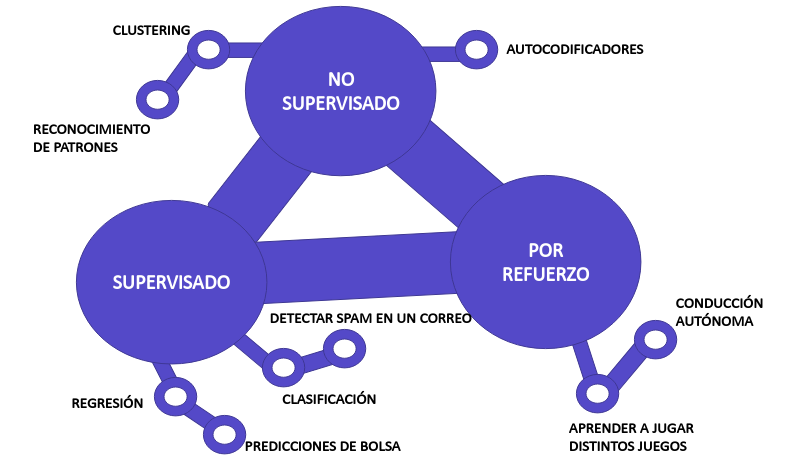 CLUSTERING
NO
SUPERVISADO
AUTOCODIFICADORES
RECONOCIMIENTO
DE PATRONES
SUPERVISADO
POR
REFUERZO
DETECTAR SPAM EN UN CORREO
CONDUCCIÓN
AUTÓNOMA
REGRESIÓN
CLASIFICACIÓN
PREDICCIONES DE BOLSA
APRENDER A JUGAR
DISTINTOS JUEGOS